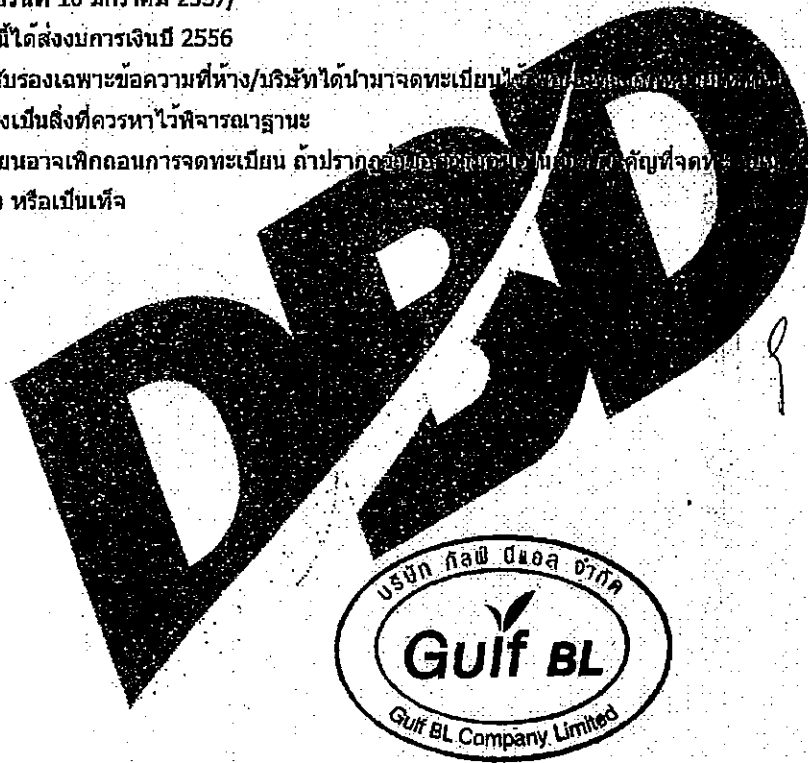 วันที่ 16 มกราคม 2557/
นี้ได้ส่งงบการเงินปี 2556
รับรองเฉพาะข้อความที่ห้าง/บริษัทได้นำมาจดทะเบียนไว้
งเป็นสิ่งที่ควรหาไว้พิจารณาฐานะ
ยนอาจเพิกถอนการจดทะเบียน ถ้าปรากฏ
หรือเป็นเท็จ
DBD
บริษัท กัลฟ์ บีแอล จำกัด
Gulf BL
Gulf BL Company Limited